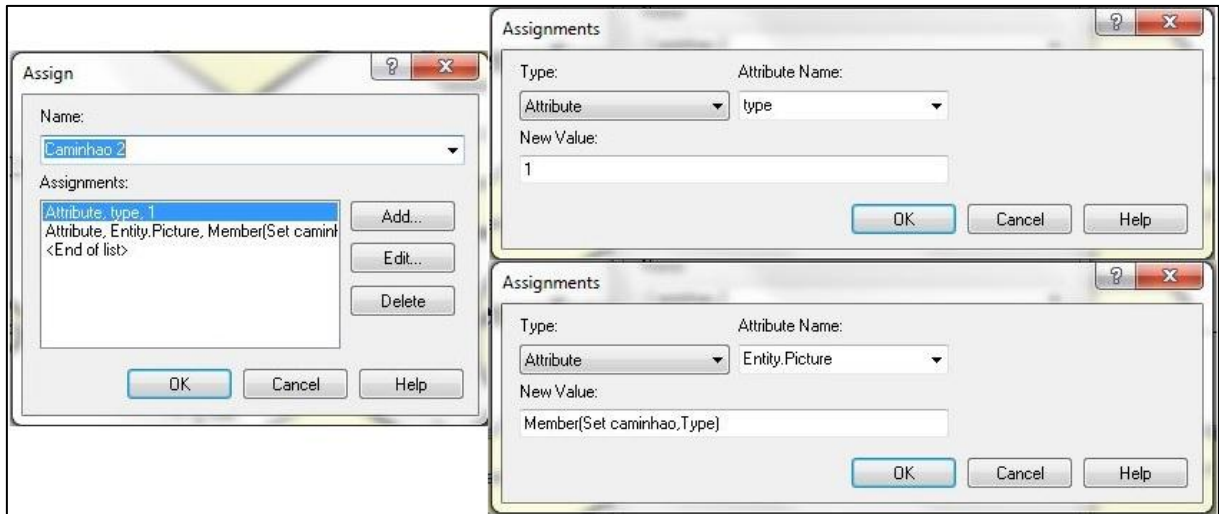 Assign
Name:
Caminhao 2
Assignments:
Attribute, type, 1
Attribute, Entity.Picture, Member(Set caminh
<End of list>
Add...
Edit...
Delete
OK
Cancel
Help
Assignments
Type:
Attribute Name:
Attribute
type
New Value:
1
OK
Cancel
Help
Assignments
Type:
Attribute Name:
Attribute
Entity.Picture
New Value:
Member(Set caminhao,Type)
OK
Cancel
Help